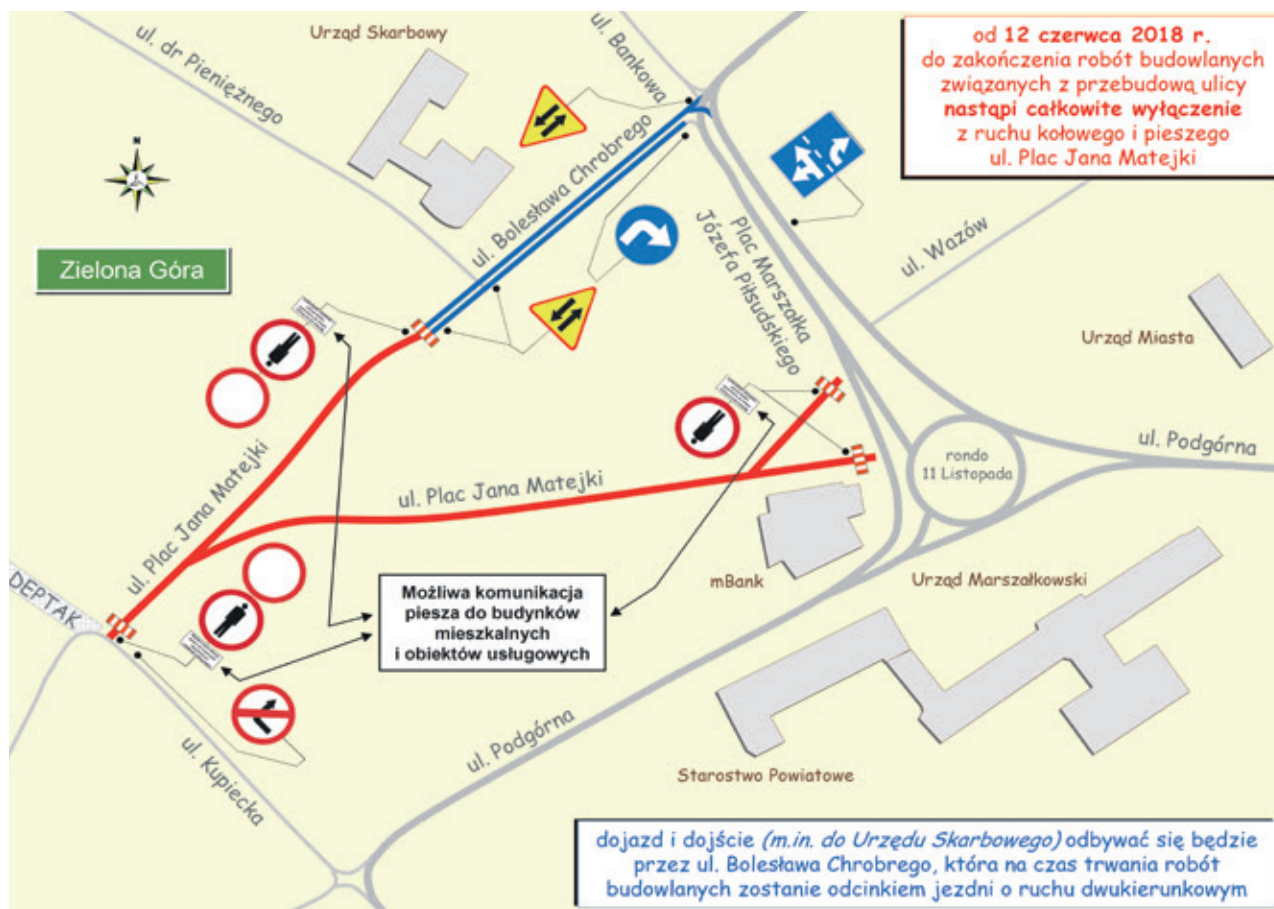 od 12 czerwca 2018 r.
do zakończenia robót budowlanych
związanych z przebudową ulicy
nastąpi całkowite wyłączenie
z ruchu kołowego i pieszego
ul. Plac Jana Matejki
Urząd Skarbowy
ul. Bankowa
ul. dr Pieniężnego
N
ul. Bolesława Chrobrego
Zielona Góra
Plac Marszałka
Józefa Piłsudskiego
ul. Wazów
Urząd Miasta
ul. Podgórna
rondo
11 Listopada
ul. Plac Jana Matejki
ul. Plac Jana Matejki
mBank
Urząd Marszałkowski
DEPTAK
Możliwa komunikacja
piesza do budynków
mieszkalnych
i obiektów usługowych
ul. Kupiecka
ul. Podgórna
Starostwo Powiatowe
dojazd i dojście (m.in. do Urzędu Skarbowego) odbywać się będzie
przez ul. Bolesława Chrobrego, która na czas trwania robót
budowlanych zostanie odcinkiem jezdni o ruchu dwukierunkowym